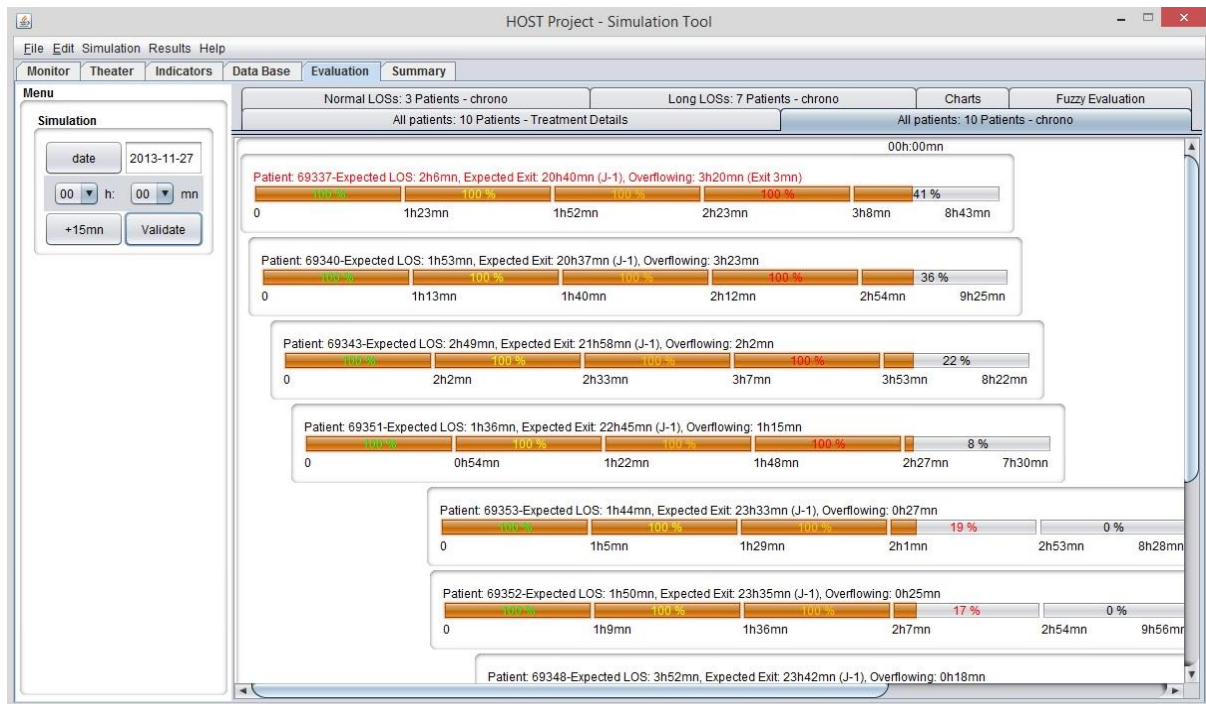 HOST Project - Simulation Tool
File Edit Simulation Results Help
Monitor Theater Indicators Data Base Evaluation Summary
Menu
Simulation
date 2013-11-27
00 h: 00 mn
+15mn Validate
Normal LOSs: 3 Patients - chrono Long LOSs: 7 Patients - chrono Charts Fuzzy Evaluation
All patients: 10 Patients - Treatment Details All patients: 10 Patients - chrono
00h:00mn
Patient: 69337-Expected LOS: 2h6mn, Expected Exit: 20h40mn (J-1), Overflowing: 3h20mn (Exit 3mn)
100 % 100 % 100 % 100 % 41 %
0 1h23mn 1h52mn 2h23mn 3h8mn 8h43mn
Patient: 69340-Expected LOS: 1h53mn, Expected Exit: 20h37mn (J-1), Overflowing: 3h23mn
100 % 100 % 100 % 100 % 36 %
0 1h13mn 1h40mn 2h12mn 2h54mn 9h25mn
Patient: 69343-Expected LOS: 2h49mn, Expected Exit: 21h58mn (J-1), Overflowing: 2h2mn
100 % 100 % 100 % 100 % 22 %
0 2h2mn 2h33mn 3h7mn 3h53mn 8h22mn
Patient: 69351-Expected LOS: 1h36mn, Expected Exit: 22h45mn (J-1), Overflowing: 1h15mn
100 % 100 % 100 % 100 % 8 %
0 0h54mn 1h22mn 1h48mn 2h27mn 7h30mn
Patient: 69353-Expected LOS: 1h44mn, Expected Exit: 23h33mn (J-1), Overflowing: 0h27mn
100 % 100 % 100 % 19 % 0 %
0 1h5mn 1h29mn 2h1mn 2h53mn 8h28mn
Patient: 69352-Expected LOS: 1h50mn, Expected Exit: 23h35mn (J-1), Overflowing: 0h25mn
100 % 100 % 100 % 17 % 0 %
0 1h9mn 1h36mn 2h7mn 2h54mn 9h56mn
Patient: 69348-Expected LOS: 3h52mn, Expected Exit: 23h42mn (J-1), Overflowing: 0h18mn